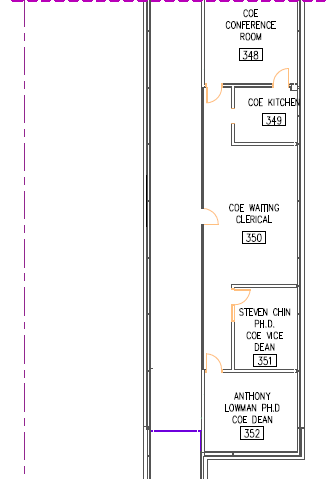 COE
CONFERENCE
ROOM
348
COE KITCHEN
349
COE WAITING
CLERICAL
350
STEVEN CHIN
PH.D.
COE VICE
DEAN
351
ANTHONY
LOWMAN PH.D
COE DEAN
352